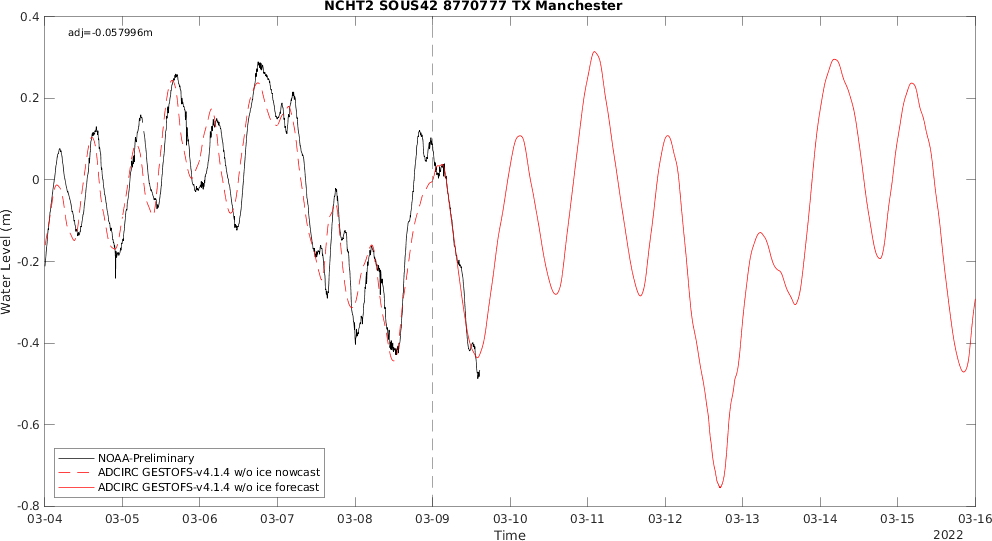 NCHT2 SOUS42 8770777 TX Manchester
adj=-0.057996m
0.4
0.2
0
-0.2
-0.4
-0.6
-0.8
Water Level (m)
NOAA-Preliminary
ADCIRC GESTOFS-v4.1.4 w/o ice nowcast
ADCIRC GESTOFS-v4.1.4 w/o ice forecast
03-04 03-05 03-06 03-07 03-08 03-09 03-10 03-11 03-12 03-13 03-14 03-15 03-16
Time
2022